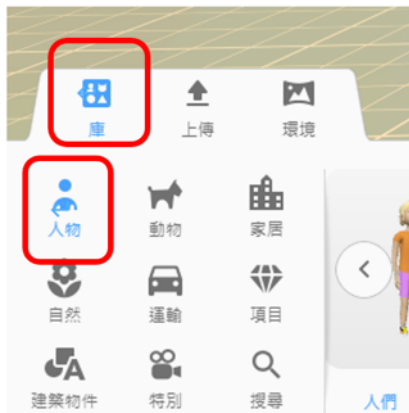 庫 上傳 環境
人物 動物 家居
自然 運輸 項目
建築物件 特別 搜尋 人們